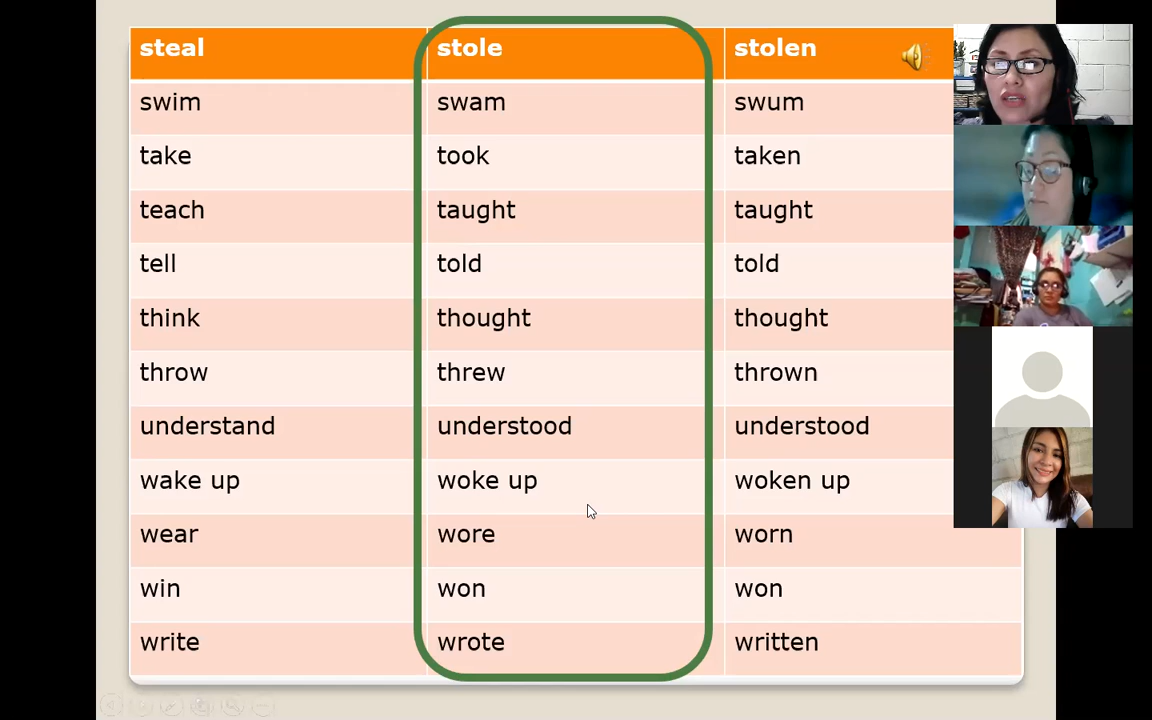 steal stole stolen
swim swam swum
take took taken
teach taught taught
tell told told
think thought thought
throw threw thrown
understand understood understood
wake up woke up woken up
wear wore worn
win won won
write wrote written